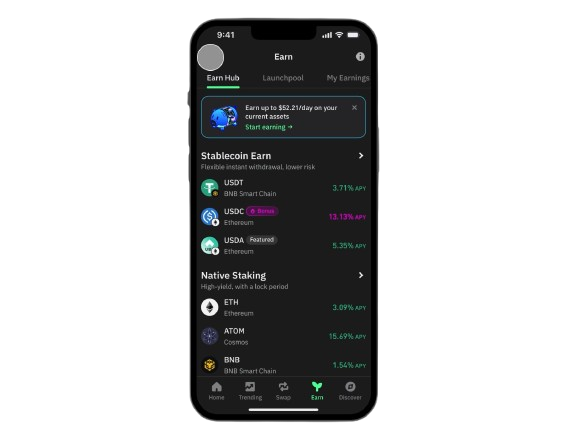 9:41
Earn
Earn Hub Launchpool My Earnings
Earn up to $52.21/day on your
current assets
Start earning →
Stablecoin Earn
Flexible instant withdrawal, lower risk
USDT
BNB Smart Chain
3.71% APY
USDC Bonus
Ethereum
13.13% APY
USDA Featured
Ethereum
5.35% APY
Native Staking
High-yield, with a lock period
ETH
Ethereum
3.09% APY
ATOM
Cosmos
15.69% APY
BNB
BNB Smart Chain
1.54% APY
Home Trending Swap Earn Discover